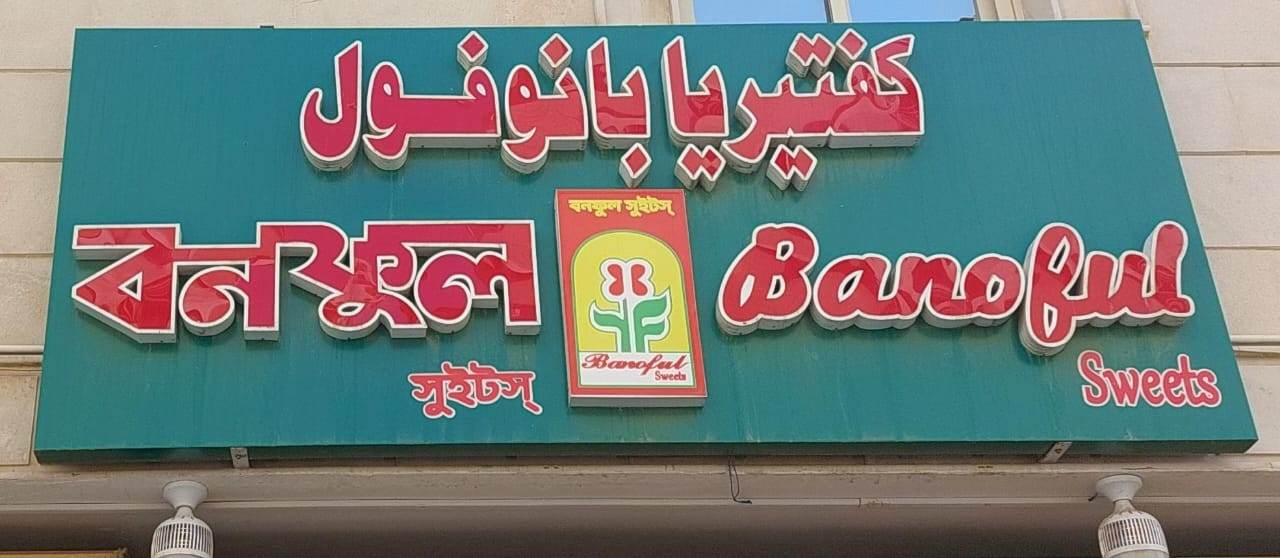 كفتيريا بانوفول
বনফুল
সুইটস্
বনফুল সুইটস্
Banoful
Sweets
Banoful
Sweets